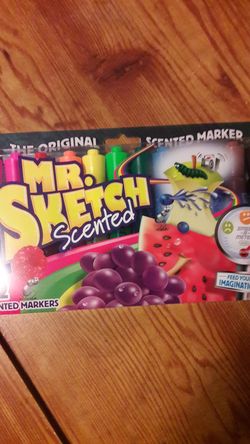 THE ORIGINAL SCENTED MARKER
MR.
SKETCH
Scented
FEED YOUR
IMAGINATI
NTED MARKERS